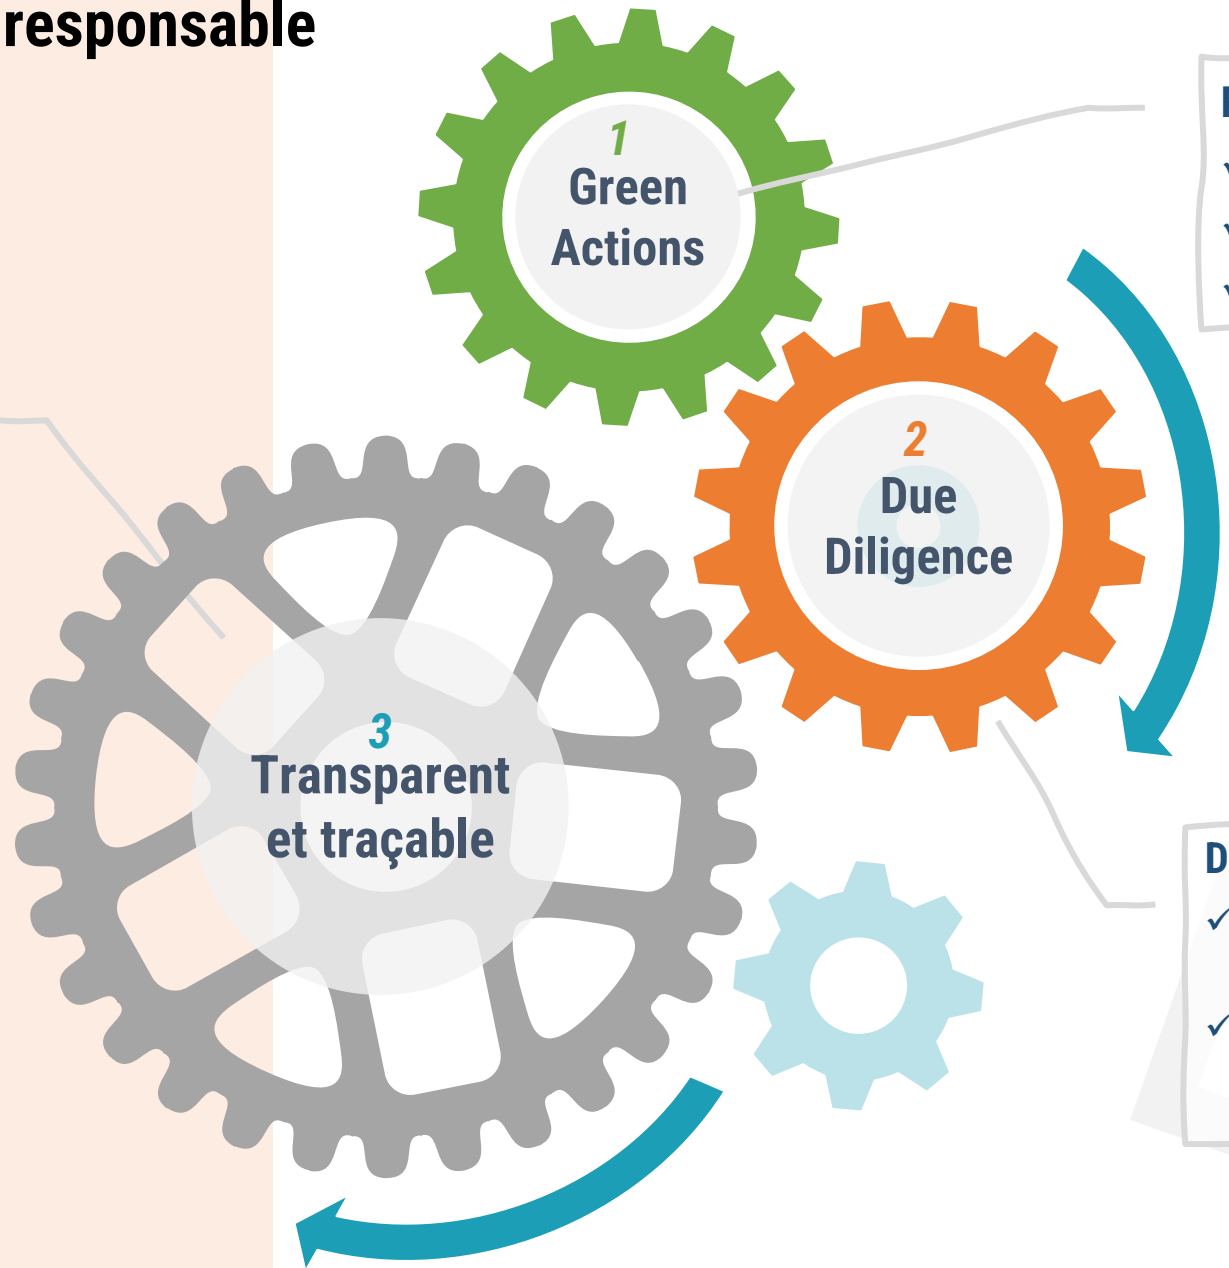 responsable
1
Green
Actions
2
Due
Diligence
3
Transparent
et traçable
D